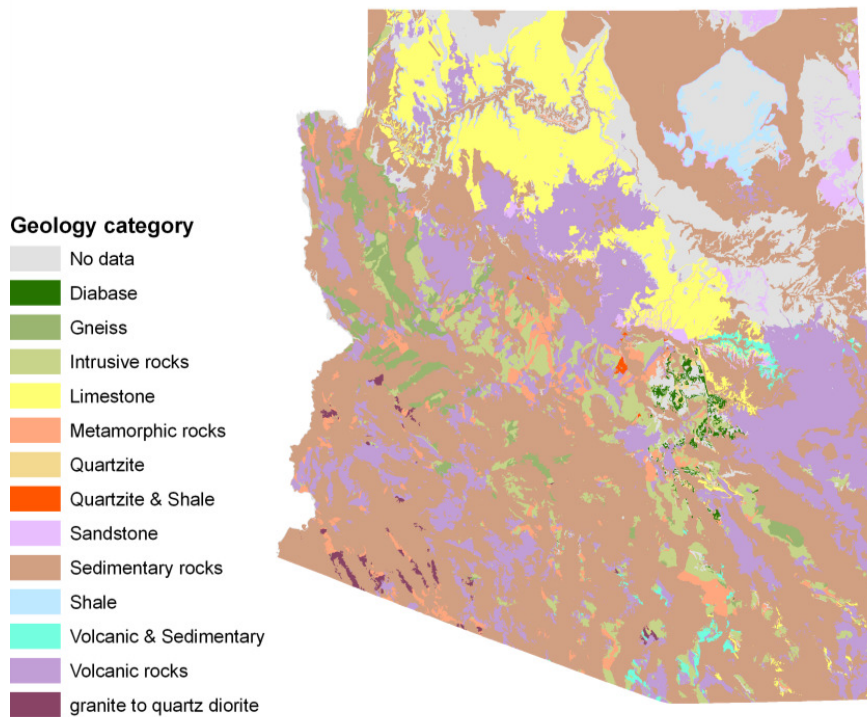 Geology category
No data
Diabase
Gneiss
Intrusive rocks
Limestone
Metamorphic rocks
Quartzite
Quartzite & Shale
Sandstone
Sedimentary rocks
Shale
Volcanic & Sedimentary
Volcanic rocks
granite to quartz diorite